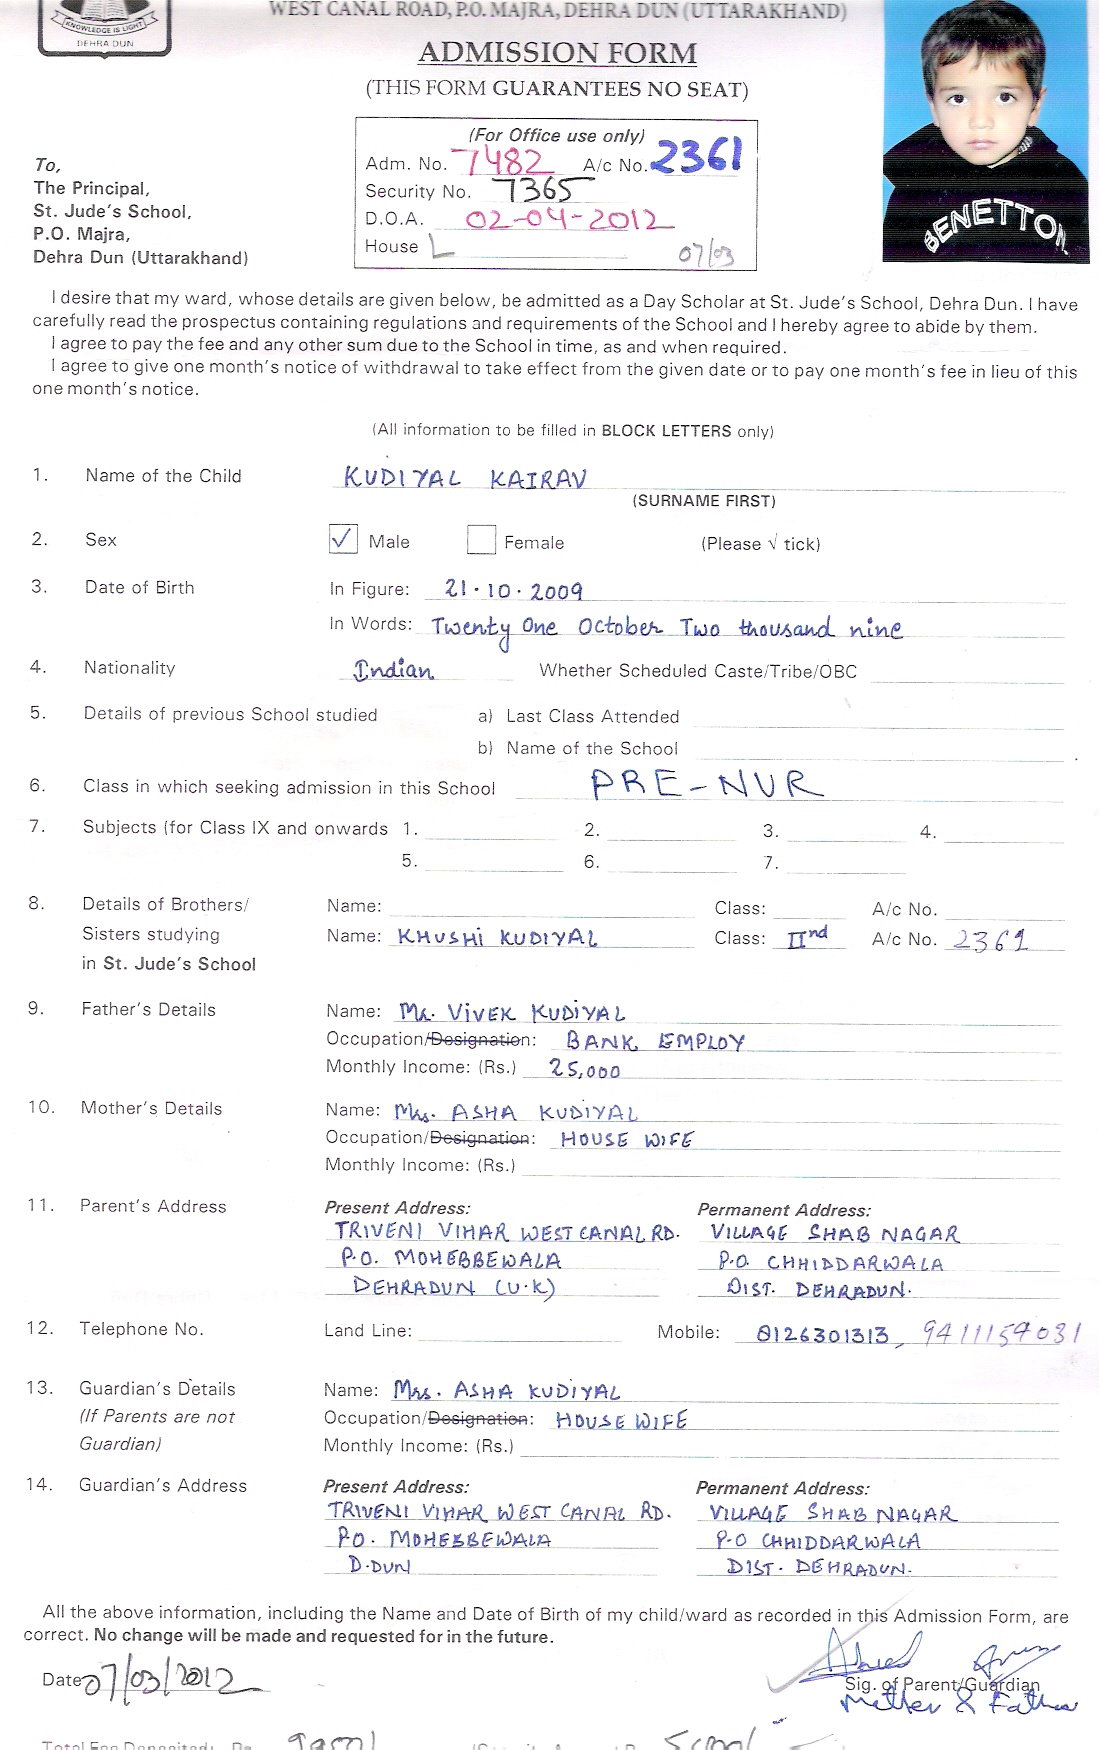 KNOWLEDGE IS LIGHT
DEHRA DUN
WEST CANAL ROAD, P.O. MAJRA, DEHRA DUN (UTTARAKHAND)
ADMISSION FORM
(THIS FORM GUARANTEES NO SEAT)
BENETTON
(For Office use only)
Adm. No. 7482 A/c No. 2361
Security No. 7365
D.O.A. 02-04-2012
House L 07/03
To,
The Principal,
St. Jude's School,
P.O. Majra,
Dehra Dun (Uttarakhand)
I desire that my ward, whose details are given below, be admitted as a Day Scholar at St. Jude's School, Dehra Dun. I have
carefully read the prospectus containing regulations and requirements of the School and I hereby agree to abide by them.
I agree to pay the fee and any other sum due to the School in time, as and when required.
I agree to give one month's notice of withdrawal to take effect from the given date or to pay one month's fee in lieu of this
one month's notice.
(All information to be filled in BLOCK LETTERS only)
1. Name of the Child KUDIYAL KAIRAV
(SURNAME FIRST)
2. Sex ✓ Male Female (Please √ tick)
3. Date of Birth In Figure: 21.10.2009
In Words: Twenty One October Two thousand nine
4. Nationality Indian Whether Scheduled Caste/Tribe/OBC
5. Details of previous School studied a) Last Class Attended
b) Name of the School
6. Class in which seeking admission in this School PRE-NUR
7. Subjects (for Class IX and onwards 1. 2. 3. 4.
5. 6. 7.
8. Details of Brothers/ Name: Class: A/c No.
Sisters studying Name: KHUSHI KUDIYAL Class: IInd A/c No. 2361
in St. Jude's School
9. Father's Details Name: Mr. VIVEK KUDIYAL
Occupation/Designation: BANK EMPLOY
Monthly Income: (Rs.) 25,000
10. Mother's Details Name: Mrs. ASHA KUDIYAL
Occupation/Designation: HOUSE WIFE
Monthly Income: (Rs.)
11. Parent's Address Present Address: Permanent Address:
TRIVENI VIHAR WEST CANAL RD. VILLAGE SHAB NAGAR
P.O. MOHEBBEWALA P.O. CHHIDDARWALA
DEHRADUN (U.K) DIST. DEHRADUN.
12. Telephone No. Land Line: Mobile: 8126301313, 9411154031
13. Guardian's Details Name: Mrs. ASHA KUDIYAL
(If Parents are not Occupation/Designation: HOUSE WIFE
Guardian) Monthly Income: (Rs.)
14. Guardian's Address Present Address: Permanent Address:
TRIVENI VIHAR WEST CANAL RD. VILLAGE SHAB NAGAR
P.O. MOHEBBEWALA P.O CHHIDDARWALA
D.DUN DIST. DEHRADUN.
All the above information, including the Name and Date of Birth of my child/ward as recorded in this Admission Form, are
correct. No change will be made and requested for in the future.
Date 07/03/2012
Sig. of Parent/Guardian
Mother & Father
Total Fee Deposited: Rs.